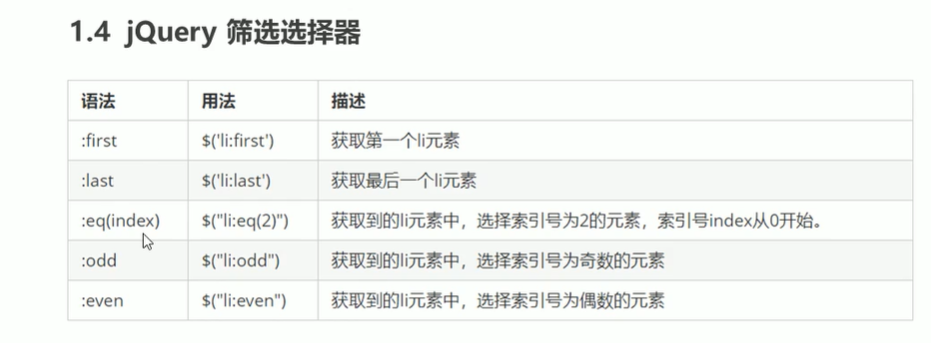 1.4 jQuery 筛选选择器
语法 用法 描述
:first $('li:first') 获取第一个li元素
:last $('li:last') 获取最后一个li元素
:eq(index) $("li:eq(2)") 获取到的li元素中，选择索引号为2的元素，索引号index从0开始。
:odd $("li:odd") 获取到的li元素中，选择索引号为奇数的元素
:even $("li:even") 获取到的li元素中，选择索引号为偶数的元素